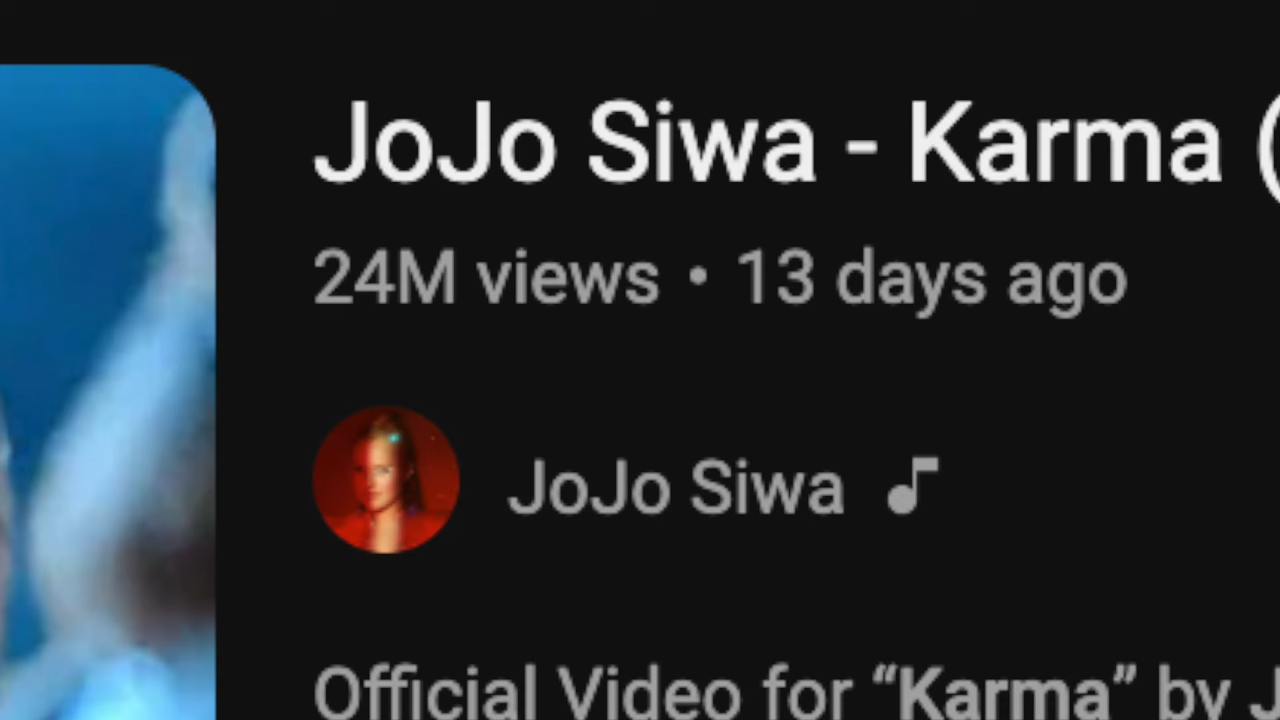 JoJo Siwa - Karma (
24M views • 13 days ago
JoJo Siwa
Official Video for “Karma” by J